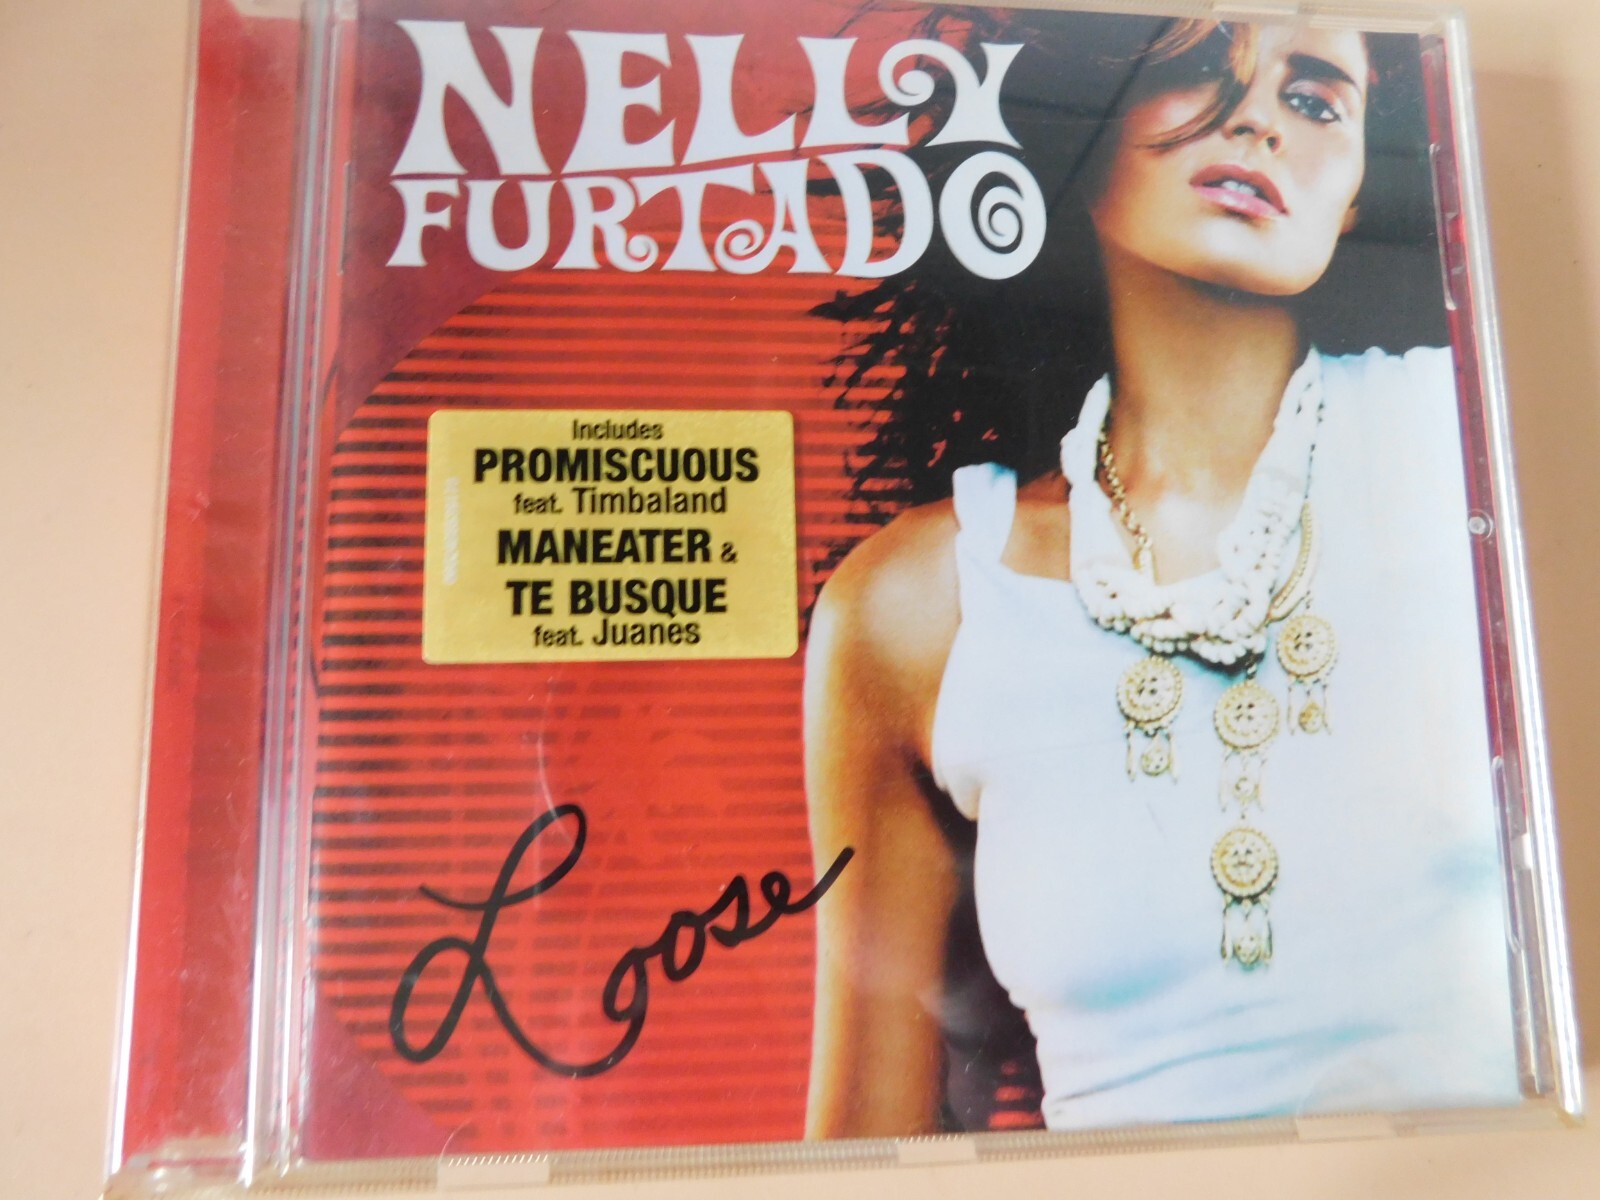 NELLY
FURTADO
Includes
PROMISCUOUS
feat. Timbaland
MANEATER &
TE BUSQUE
feat. Juanes
Loose